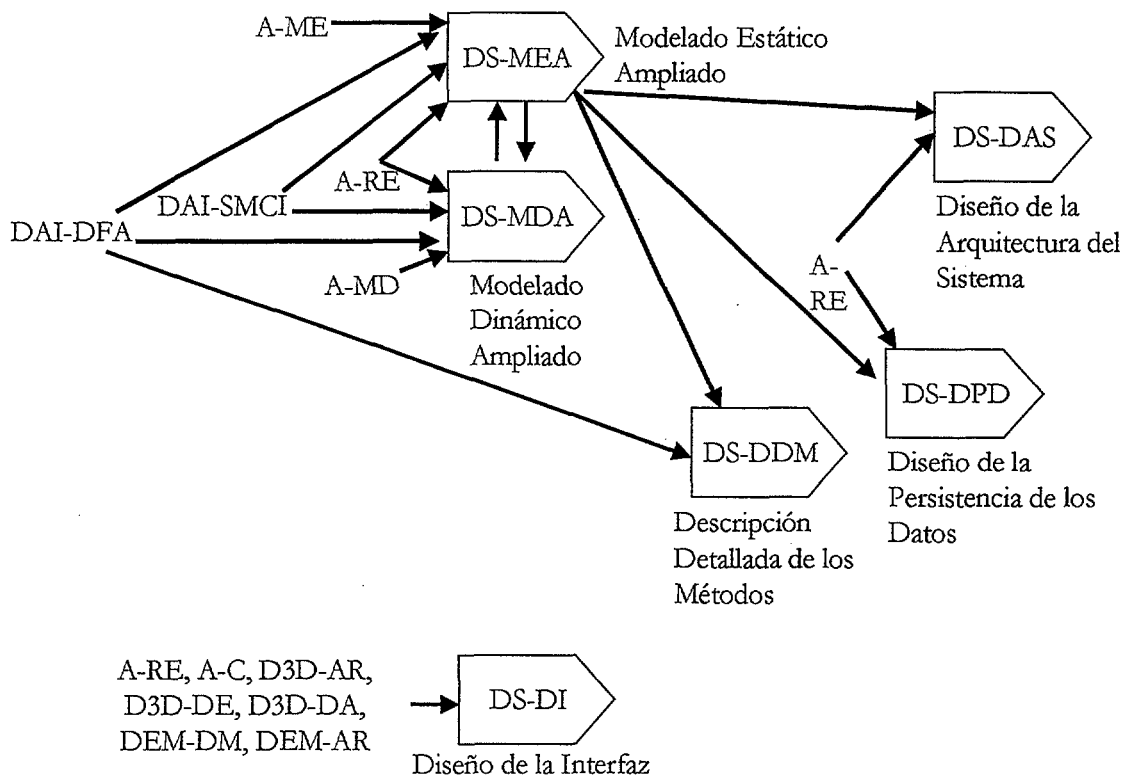 A-ME
DS-MEA
Modelado Estático
Ampliado
DS-DAS
Diseño de la
Arquitectura del
Sistema
A-RE
DAI-SMCI
DAI-DFA
DS-MDA
A-MD
Modelado
Dinámico
Ampliado
A-
RE
DS-DPD
Diseño de la
Persistencia de los
Datos
DS-DDM
Descripción
Detallada de los
Métodos
A-RE, A-C, D3D-AR,
D3D-DE, D3D-DA,
DEM-DM, DEM-AR
DS-DI
Diseño de la Interfaz